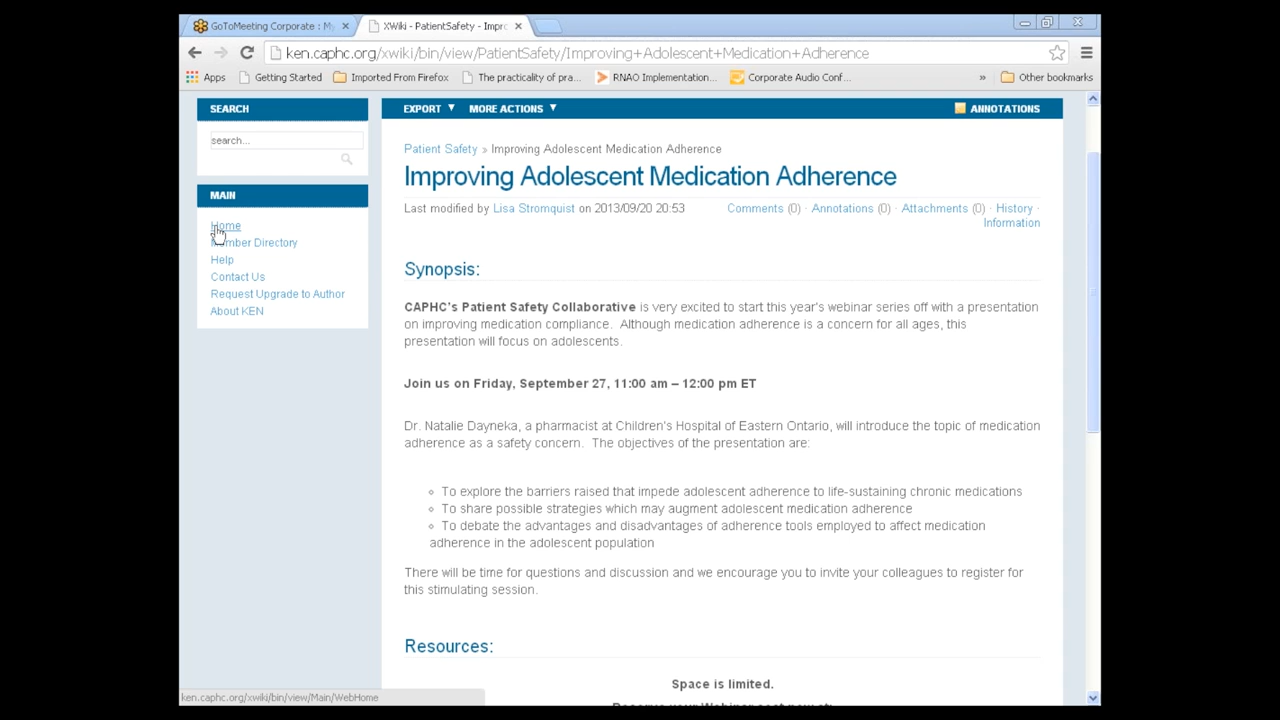 GoToMeeting Corporate : My
XWiki - PatientSafety - Impro
ken.caphc.org/xwiki/bin/view/PatientSafety/Improving+Adolescent+Medication+Adherence
Apps Getting Started Imported From Firefox The practicality of pra... RNAO Implementation... Corporate Audio Conf... » Other bookmarks
SEARCH
search...
MAIN
Home
Member Directory
Help
Contact Us
Request Upgrade to Author
About KEN
EXPORT MORE ACTIONS ANNOTATIONS
Patient Safety » Improving Adolescent Medication Adherence
Improving Adolescent Medication Adherence
Last modified by Lisa Stromquist on 2013/09/20 20:53
Comments (0) · Annotations (0) · Attachments (0) · History ·
Information
Synopsis:
CAPHC's Patient Safety Collaborative is very excited to start this year's webinar series off with a presentation
on improving medication compliance. Although medication adherence is a concern for all ages, this
presentation will focus on adolescents.
Join us on Friday, September 27, 11:00 am – 12:00 pm ET
Dr. Natalie Dayneka, a pharmacist at Children's Hospital of Eastern Ontario, will introduce the topic of medication
adherence as a safety concern. The objectives of the presentation are:
To explore the barriers raised that impede adolescent adherence to life-sustaining chronic medications
To share possible strategies which may augment adolescent medication adherence
To debate the advantages and disadvantages of adherence tools employed to affect medication
adherence in the adolescent population
There will be time for questions and discussion and we encourage you to invite your colleagues to register for
this stimulating session.
Resources:
Space is limited.
Reserve your Webinar seat now at:
ken.caphc.org/xwiki/bin/view/Main/WebHome